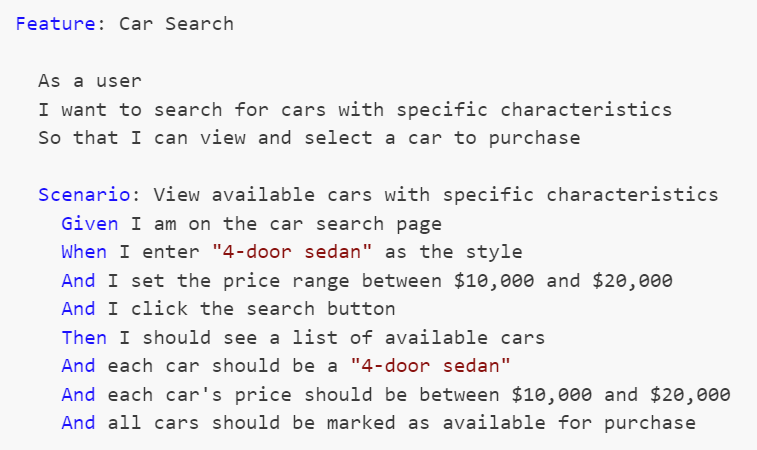 Feature: Car Search
As a user
I want to search for cars with specific characteristics
So that I can view and select a car to purchase
Scenario: View available cars with specific characteristics
Given I am on the car search page
When I enter "4-door sedan" as the style
And I set the price range between $10,000 and $20,000
And I click the search button
Then I should see a list of available cars
And each car should be a "4-door sedan"
And each car's price should be between $10,000 and $20,000
And all cars should be marked as available for purchase